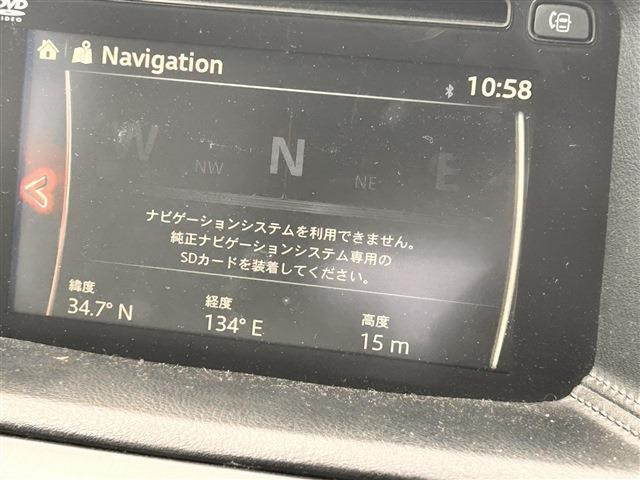 DVD
VIDEO
Navigation
10:58
W NW N NE E
ナビゲーションシステムを利用できません。
純正ナビゲーションシステム専用の
SDカードを装着してください。
緯度 経度 高度
34.7° N 134° E 15 m